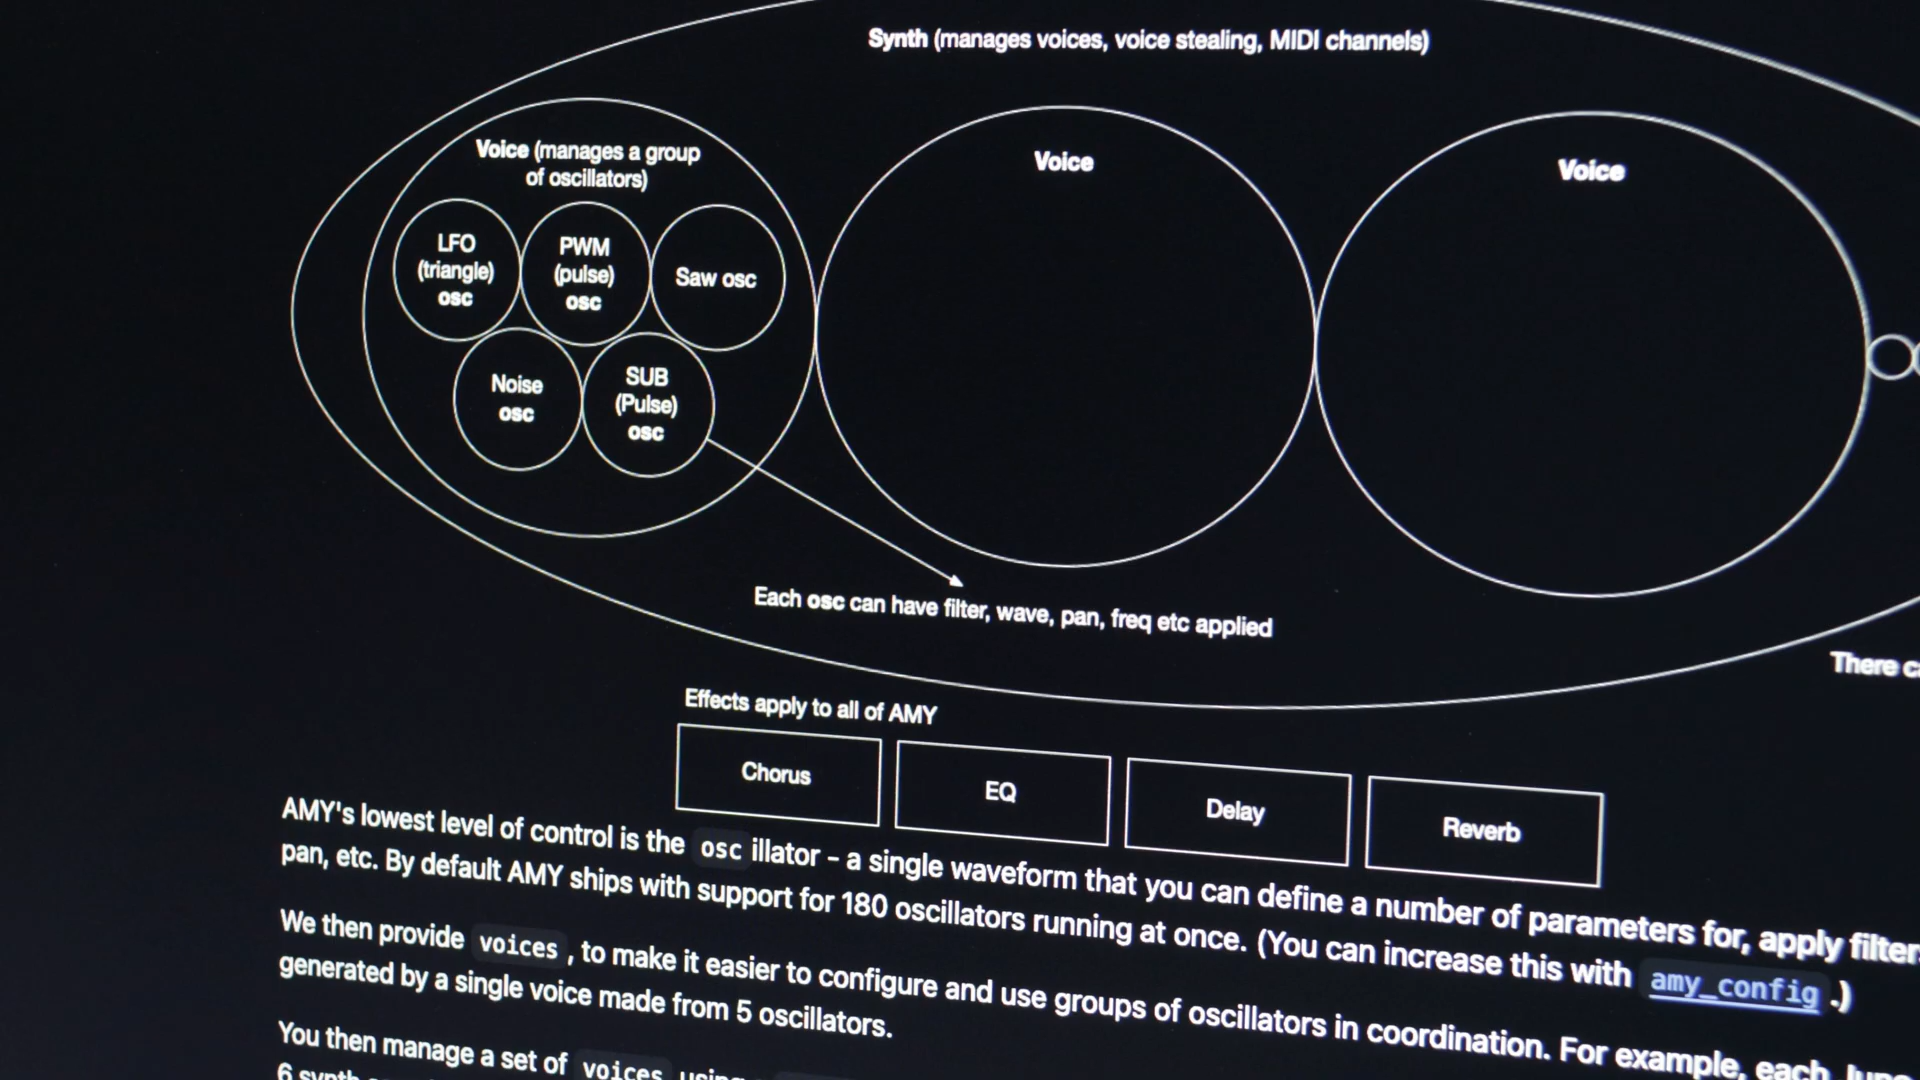 Synth (manages voices, voice stealing, MIDI channels)
Voice (manages a group
of oscillators)
LFO
(triangle)
osc
PWM
(pulse)
osc
Saw osc
Noise
osc
SUB
(Pulse)
osc
Voice
Voice
Each osc can have filter, wave, pan, freq etc applied
There
Effects apply to all of AMY
Chorus
EQ
Delay
Reverb
AMY's lowest level of control is the osc illator – a single waveform that you can define a number of parameters for, apply filter
pan, etc. By default AMY ships with support for 180 oscillators running at once. (You can increase this with amy_config .)
We then provide voices , to make it easier to configure and use groups of oscillators in coordination. For example, each
generated by a single voice made from 5 oscillators.
You then manage a set of voices using
6 synth